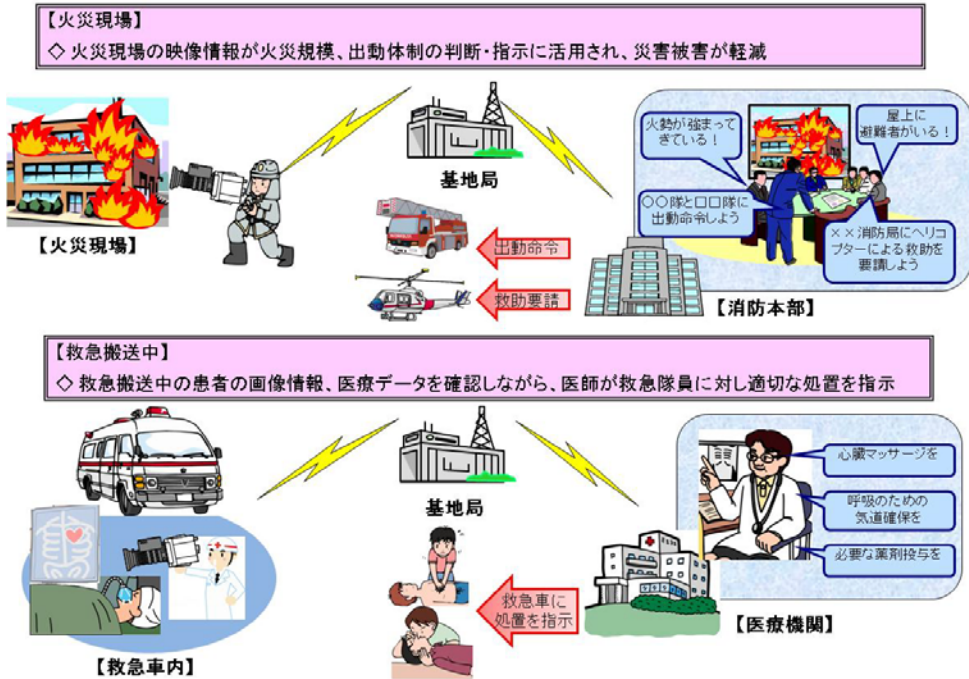 【火災現場】
◇ 火災現場の映像情報が火災規模、出動体制の判断・指示に活用され、災害被害が軽減
火勢が強まって
きている！
屋上に
避難者がいる！
○○隊と口口隊に
出動命令しよう
××消防局にヘリコ
プターによる救助を
要請しよう
基地局
【火災現場】
出動命令
救助要請
【消防本部】
【救急搬送中】
◇ 救急搬送中の患者の画像情報、医療データを確認しながら、医師が救急隊員に対し適切な処置を指示
基地局
心臓マッサージを
呼吸のための
気道確保を
必要な薬剤投与を
救急車に
処置を指示
【救急車内】
【医療機関】